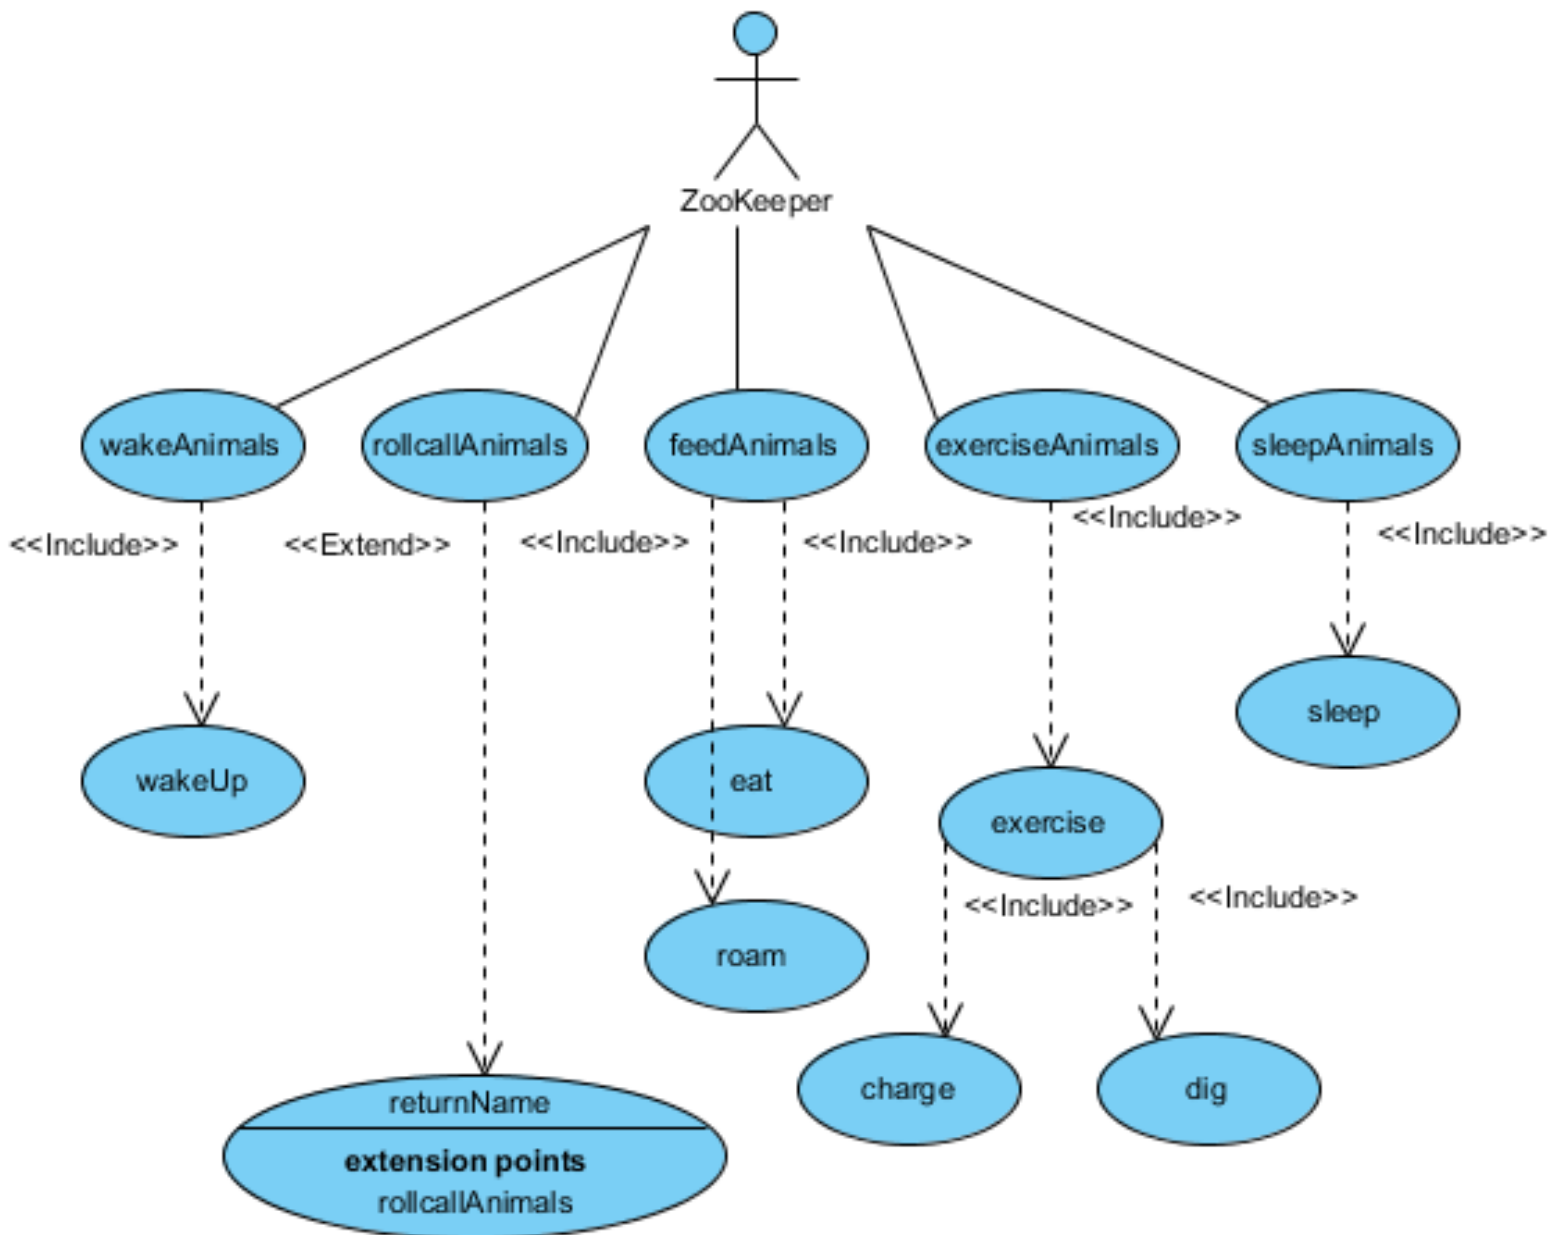 ZooKeeper
wakeAnimals
rollcallAnimals
feedAnimals
exerciseAnimals
sleepAnimals
<<Include>>
<<Extend>>
<<Include>>
<<Include>>
<<Include>>
<<Include>>
wakeUp
eat
exercise
sleep
<<Include>>
<<Include>>
roam
charge
dig
returnName
extension points
rollcallAnimals